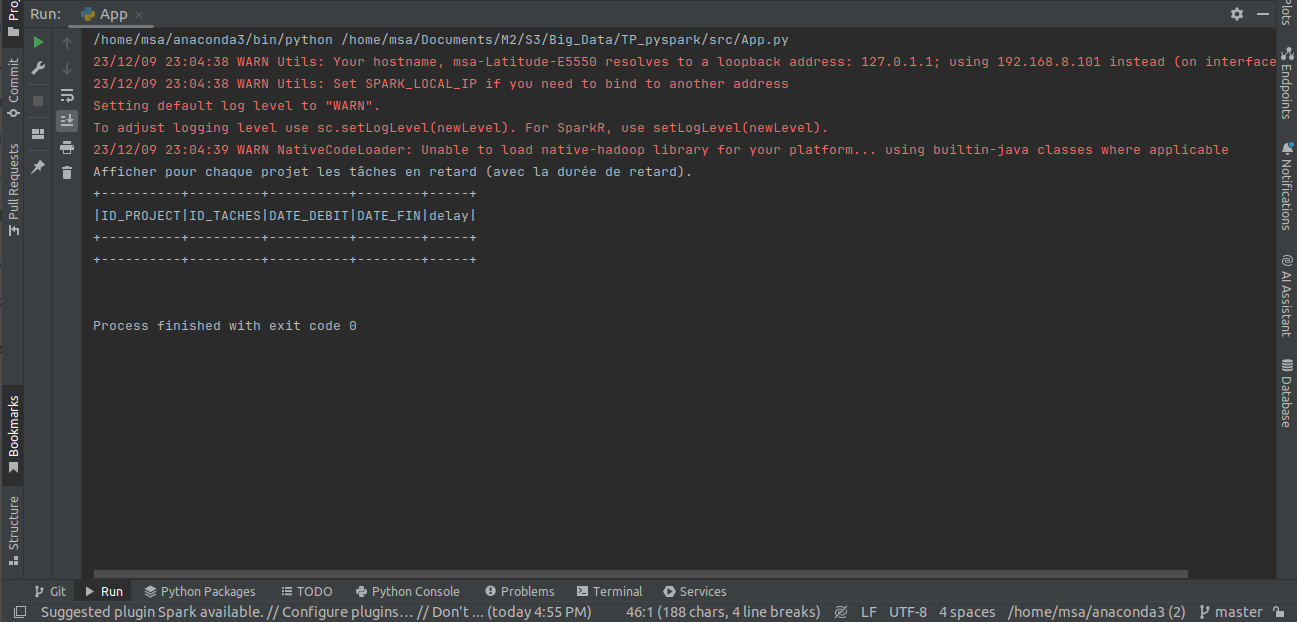 Run: App
/home/msa/anaconda3/bin/python /home/msa/Documents/M2/S3/Big_Data/TP_pyspark/src/App.py
23/12/09 23:04:38 WARN Utils: Your hostname, msa-Latitude-E5550 resolves to a loopback address: 127.0.1.1; using 192.168.8.101 instead (on interface
23/12/09 23:04:38 WARN Utils: Set SPARK_LOCAL_IP if you need to bind to another address
Setting default log level to "WARN".
To adjust logging level use sc.setLogLevel(newLevel). For SparkR, use setLogLevel(newLevel).
23/12/09 23:04:39 WARN NativeCodeLoader: Unable to load native-hadoop library for your platform... using builtin-java classes where applicable
Afficher pour chaque projet les tâches en retard (avec la durée de retard).
+----------+---------+----------+--------+-----+
|ID_PROJECT|ID_TACHES|DATE_DEBIT|DATE_FIN|delay|
+----------+---------+----------+--------+-----+
+----------+---------+----------+--------+-----+
Process finished with exit code 0
Commit
Pull Requests
Bookmarks
Structure
Plots
Endpoints
Notifications
AI Assistant
Database
Git Run Python Packages TODO Python Console Problems Terminal Services
Suggested plugin Spark available. // Configure plugins... // Don't ... (today 4:55 PM) 46:1 (188 chars, 4 line breaks) LF UTF-8 4 spaces /home/msa/anaconda3 (2) master